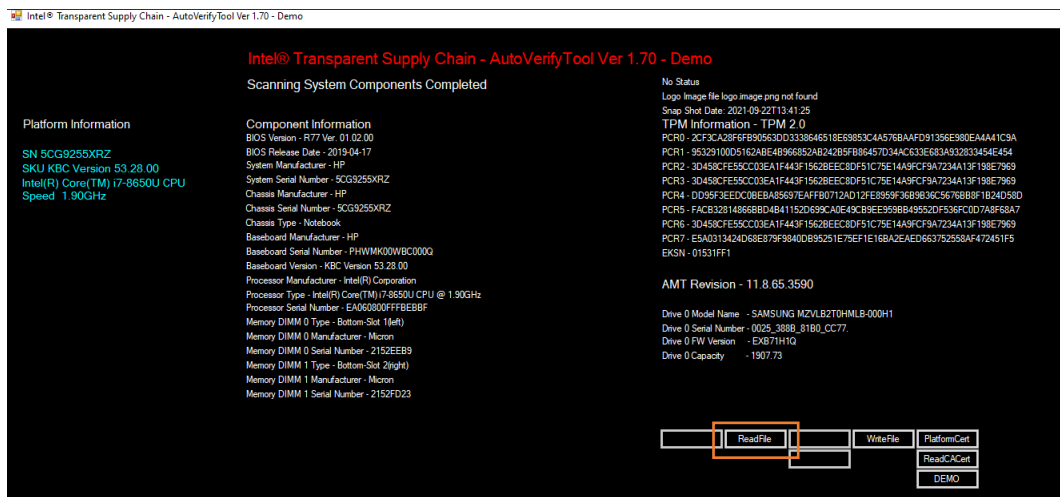 Intel® Transparent Supply Chain - AutoVerifyTool Ver 1.70 - Demo
Intel® Transparent Supply Chain - AutoVerifyTool Ver 1.70 - Demo
Scanning System Components Completed
Platform Information
SN 5CG9255XRZ
SKU KBC Version 53.28.00
Intel(R) Core(TM) i7-8650U CPU
Speed 1.90GHz
Component Information
BIOS Version - R77 Ver. 01.02.00
BIOS Release Date - 2019-04-17
System Manufacturer - HP
System Serial Number - 5CG9255XRZ
Chassis Manufacturer - HP
Chassis Serial Number - 5CG9255XRZ
Chassis Type - Notebook
Baseboard Manufacturer - HP
Baseboard Serial Number - PHWMK00WBC000Q
Baseboard Version - KBC Version 53.28.00
Processor Manufacturer - Intel(R) Corporation
Processor Type - Intel(R) Core(TM) i7-8650U CPU @ 1.90GHz
Processor Serial Number - EA060800FFFBEBBF
Memory DIMM 0 Type - Bottom-Slot 1(left)
Memory DIMM 0 Manufacturer - Micron
Memory DIMM 0 Serial Number - 2152EEB9
Memory DIMM 1 Type - Bottom-Slot 2(right)
Memory DIMM 1 Manufacturer - Micron
Memory DIMM 1 Serial Number - 2152FD23
No Status
Logo Image file logo.image.png not found
Snap Shot Date: 2021-09-22T13:41:25
TPM Information - TPM 2.0
PCR0 - 2CF3CA28F6FB90563DD3338646518E69853C4A576BAAFD91356E980EA4A41C9A
PCR1 - 95329100D5162ABE4B966852AB242B5FB86457D34AC633E683A932833454E454
PCR2 - 3D458CFE55CC03EA1F443F1562BEEC8DF51C75E14A9FCF9A7234A13F198E7969
PCR3 - 3D458CFE55CC03EA1F443F1562BEEC8DF51C75E14A9FCF9A7234A13F198E7969
PCR4 - DD95F3EEDC0BEBA85697EAFFB0712AD12FE8959F36B9B36C5676BB8F1B24D58D
PCR5 - FACB32814866BBD4B41152D699CA0E49CB9EE959BB49552DF536FC0D7A8F68A7
PCR6 - 3D458CFE55CC03EA1F443F1562BEEC8DF51C75E14A9FCF9A7234A13F198E7969
PCR7 - E5A0313424D68E879F9840DB95251E75EF1E16BA2EAED663752558AF472451F5
EKSN - 01531FF1
AMT Revision - 11.8.65.3590
Drive 0 Model Name - SAMSUNG MZVLB2T0HMLB-000H1
Drive 0 Serial Number - 0025_388B_81B0_CC77.
Drive 0 FW Version - EXB71H1Q
Drive 0 Capacity - 1907.73
ReadFile
WriteFile
PlatformCert
ReadCACert
DEMO